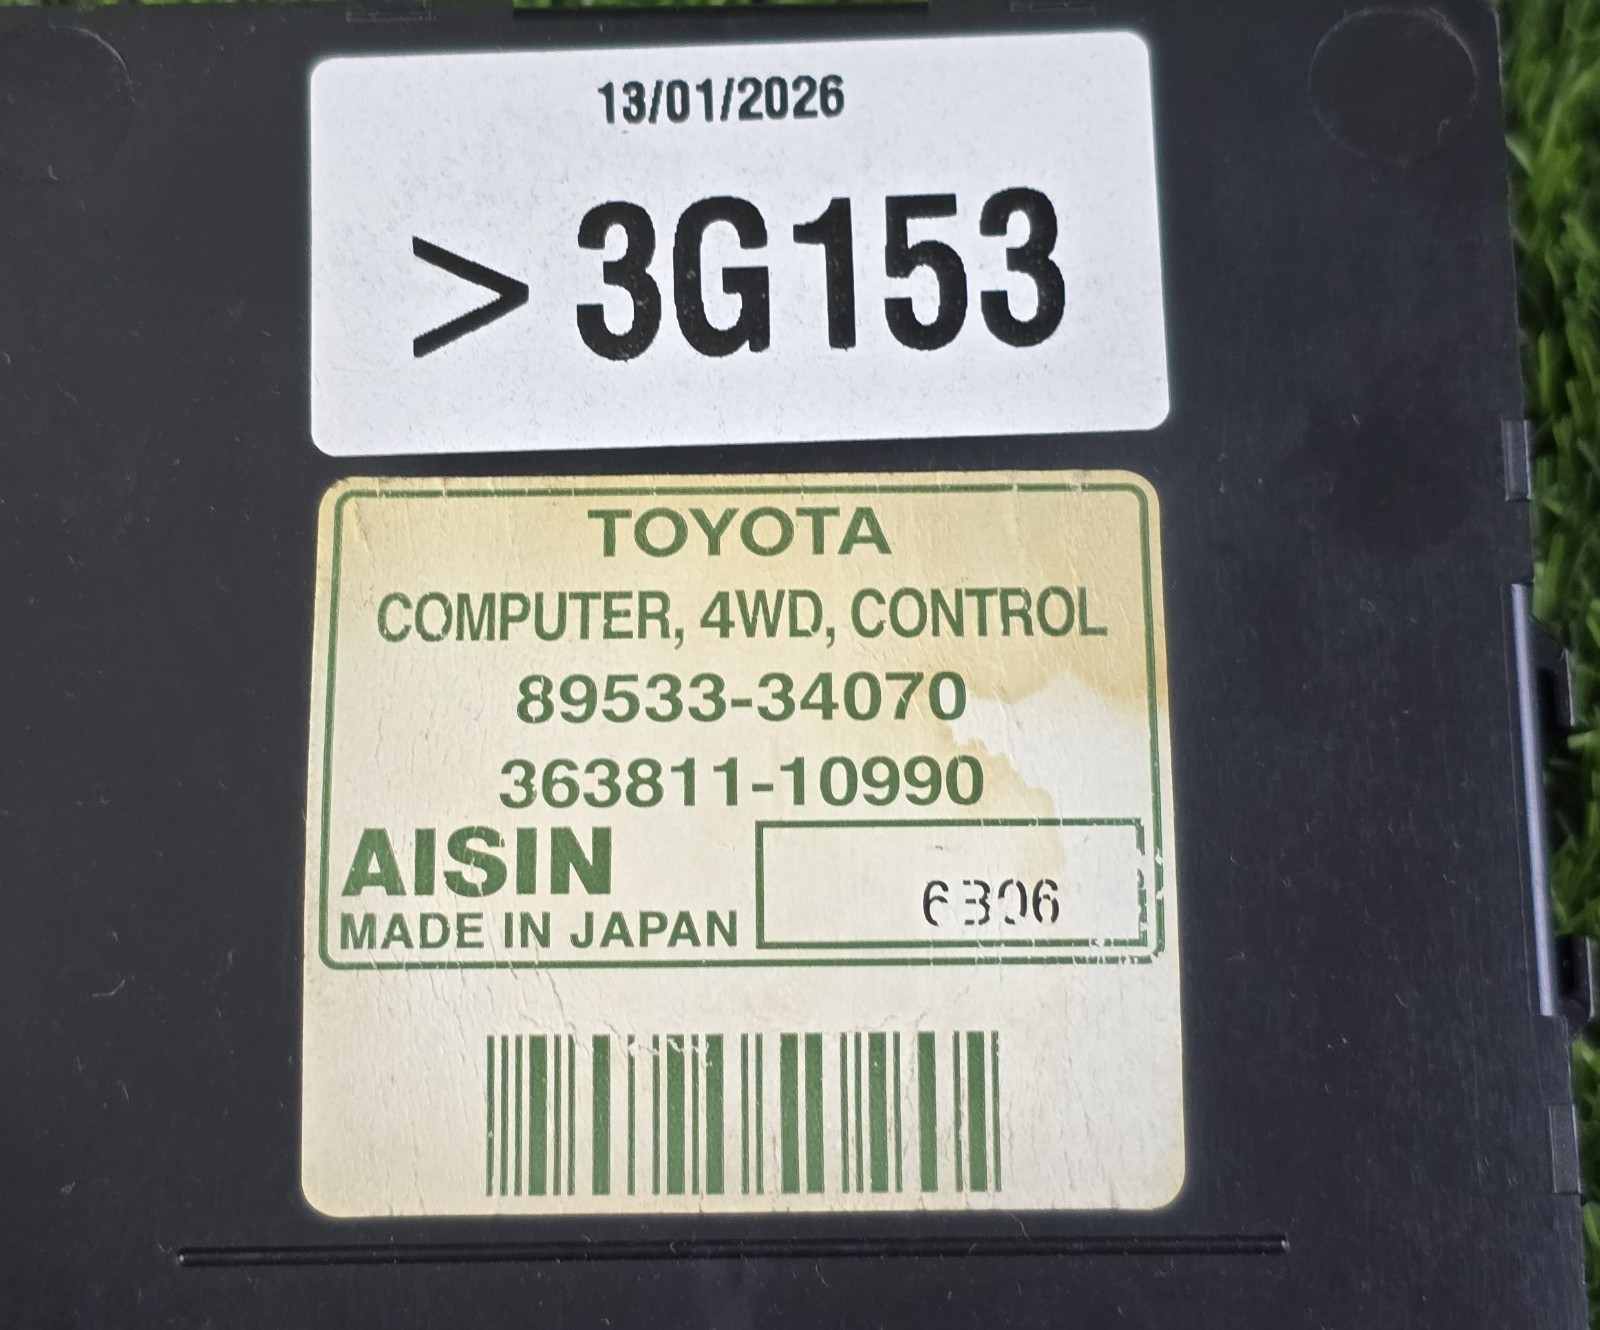 13/01/2026
>3G153
TOYOTA
COMPUTER, 4WD, CONTROL
89533-34070
363811-10990
AISIN
MADE IN JAPAN
6306